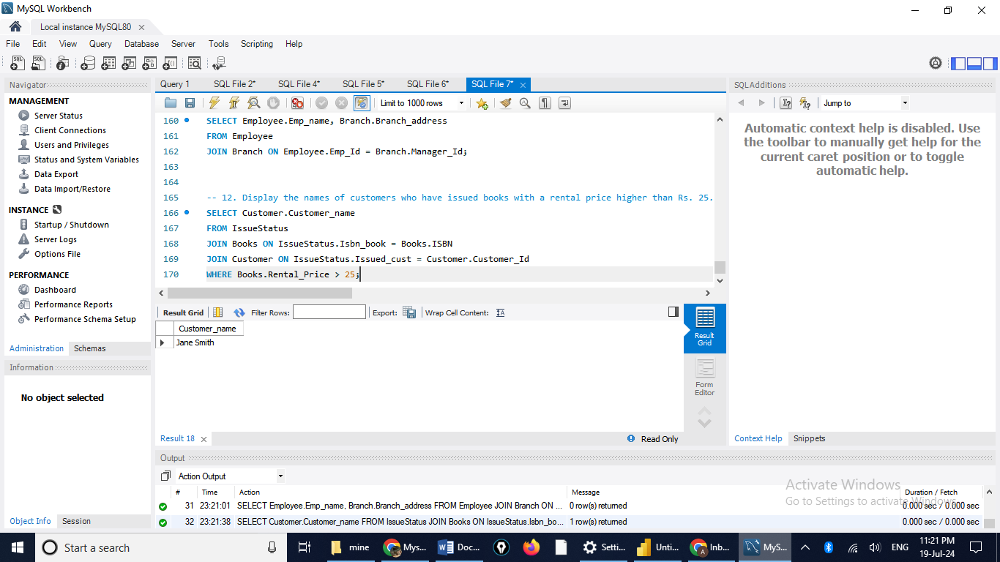 MySQL Workbench
Local instance MySQL80
File Edit View Query Database Server Tools Scripting Help
Navigator
MANAGEMENT
Server Status
Client Connections
Users and Privileges
Status and System Variables
Data Export
Data Import/Restore
INSTANCE
Startup / Shutdown
Server Logs
Options File
PERFORMANCE
Dashboard
Performance Reports
Performance Schema Setup
Administration Schemas
Information
No object selected
Object Info Session
Query 1 SQL File 2* SQL File 4* SQL File 5* SQL File 6* SQL File 7*
Limit to 1000 rows
160 SELECT Employee.Emp_name, Branch.Branch_address
161 FROM Employee
162 JOIN Branch ON Employee.Emp_Id = Branch.Manager_Id;
163
164
165 -- 12. Display the names of customers who have issued books with a rental price higher than Rs. 25.
166 SELECT Customer.Customer_name
167 FROM IssueStatus
168 JOIN Books ON IssueStatus.Isbn_book = Books.ISBN
169 JOIN Customer ON IssueStatus.Issued_cust = Customer.Customer_Id
170 WHERE Books.Rental_Price > 25;
Result Grid Filter Rows: Export: Wrap Cell Content:
Customer_name
Jane Smith
Result
Grid
Form
Editor
Result 18 Read Only
SQLAdditions
Jump to
Automatic context help is disabled. Use
the toolbar to manually get help for the
current caret position or to toggle
automatic help.
Context Help Snippets
Output
Action Output
# Time Action Message Duration / Fetch
31 23:21:01 SELECT Employee.Emp_name, Branch.Branch_address FROM Employee JOIN Branch ON ... 0 row(s) returned 0.000 sec / 0.000 sec
32 23:21:38 SELECT Customer.Customer_name FROM IssueStatus JOIN Books ON IssueStatus.Isbn_bo... 1 row(s) returned 0.000 sec / 0.000 sec
Activate Windows
Go to Settings to activate Windows.
Start a search mine Mys... Doc... Setti... Unti... Inb... MyS... ENG 11:21 PM
19-Jul-24